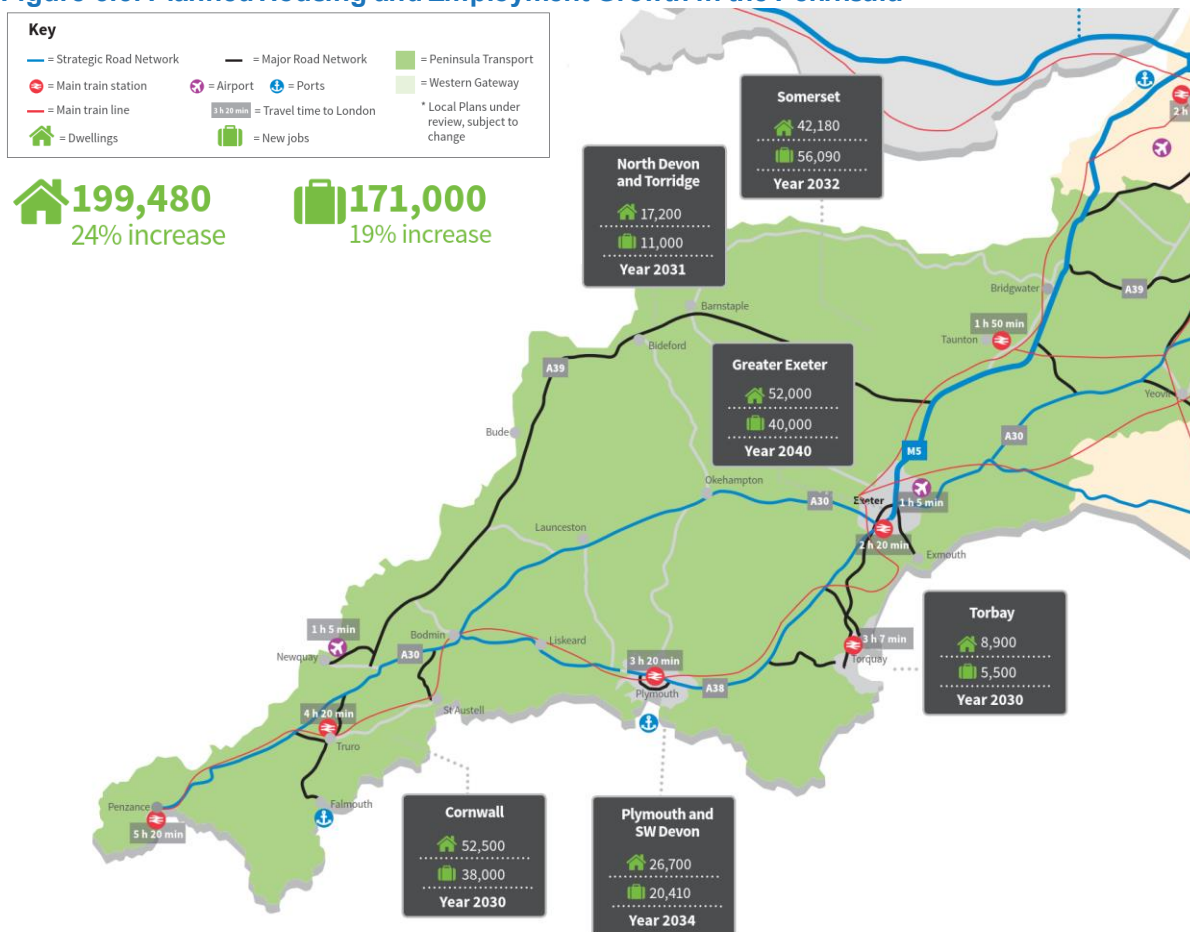 Key
= Strategic Road Network
= Major Road Network
= Peninsula Transport
= Main train station
= Airport
= Ports
= Western Gateway
= Main train line
3 h 20 min
= Travel time to London
* Local Plans under
review, subject to
change
= Dwellings
= New jobs
199,480
24% increase
171,000
19% increase
Somerset
42,180
56,090
Year 2032
North Devon
and Torridge
17,200
11,000
Year 2031
Greater Exeter
52,000
40,000
Year 2040
Torbay
8,900
5,500
Year 2030
Cornwall
52,500
38,000
Year 2030
Plymouth and
SW Devon
26,700
20,410
Year 2034
Bridgwater
A39
Barnstaple
1 h 50 min
Taunton
Bideford
A39
Yeovil
Bude
A30
M5
Okehampton
A30
Exeter
1 h 5 min
Launceston
2 h 20 min
Exmouth
1 h 5 min
Bodmin
Liskeard
3 h 7 min
Newquay
A30
3 h 20 min
Torquay
Plymouth
A38
4 h 20 min
St Austell
Truro
Penzance
Falmouth
5 h 20 min